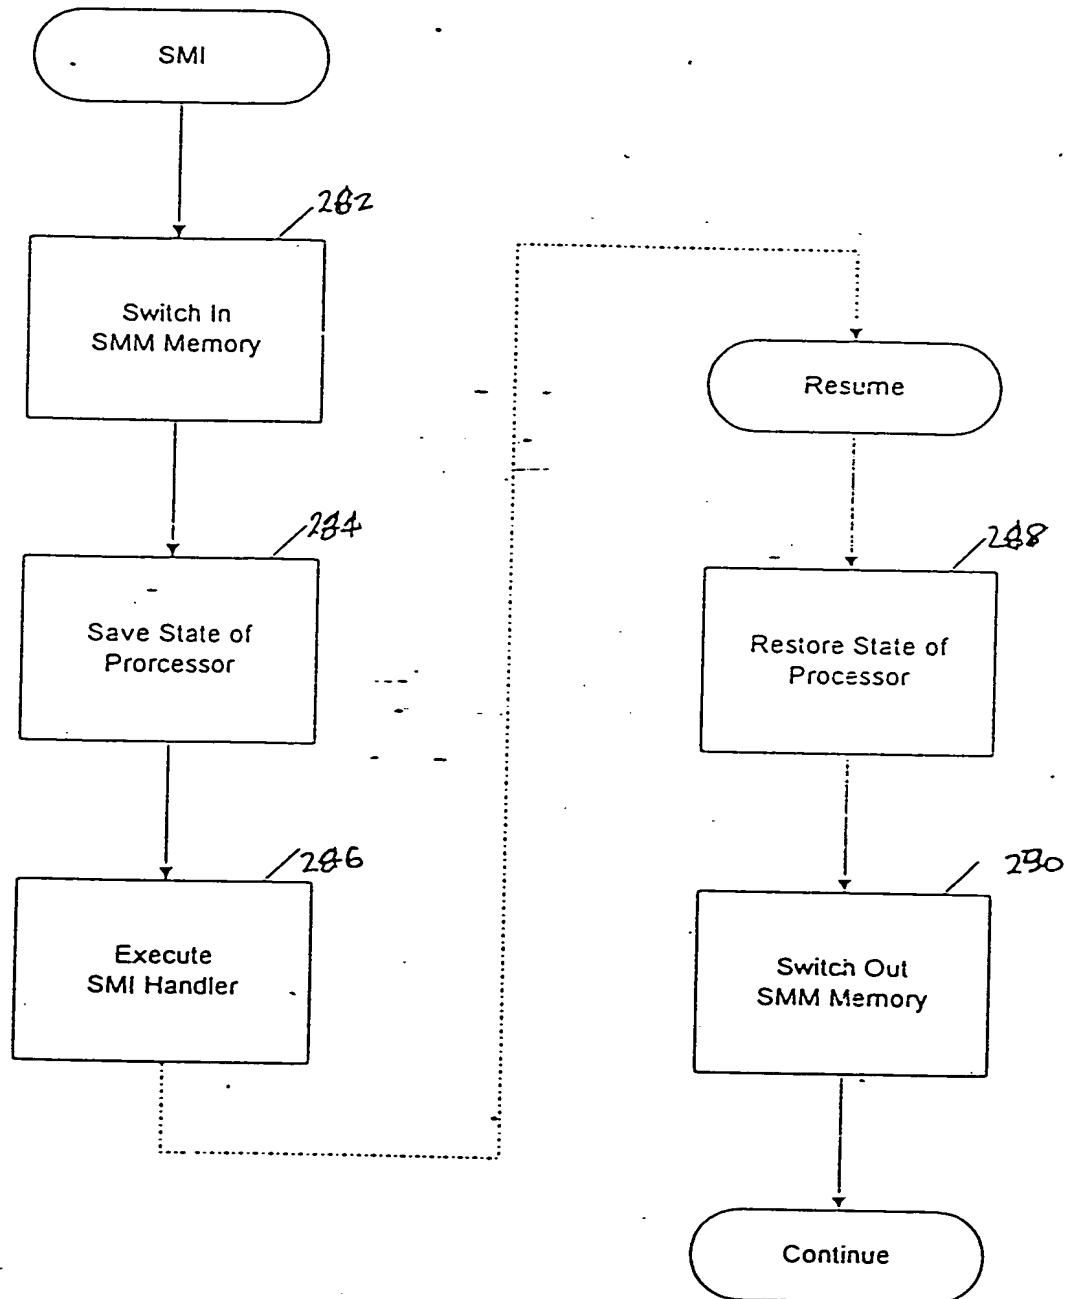 SMI
282
Switch In
SMM Memory
284
Save State of
Prorcessor
286
Execute
SMI Handler
Resume
288
Restore State of
Processor
290
Switch Out
SMM Memory
Continue